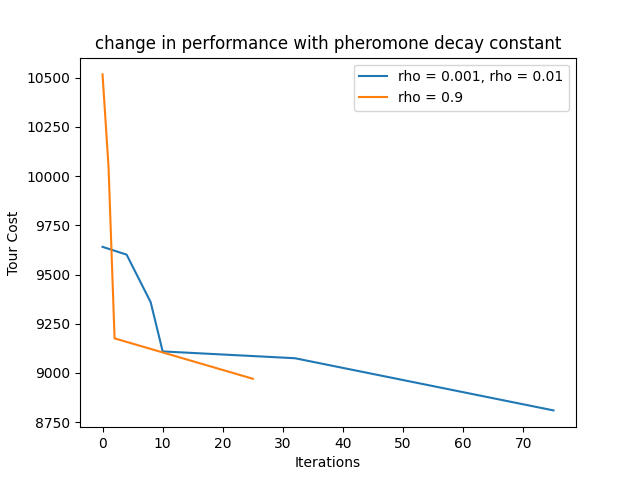 change in performance with pheromone decay constant
rho = 0.001, rho = 0.01
rho = 0.9
Tour Cost
10500
10250
10000
9750
9500
9250
9000
8750
0 10 20 30 40 50 60 70
Iterations